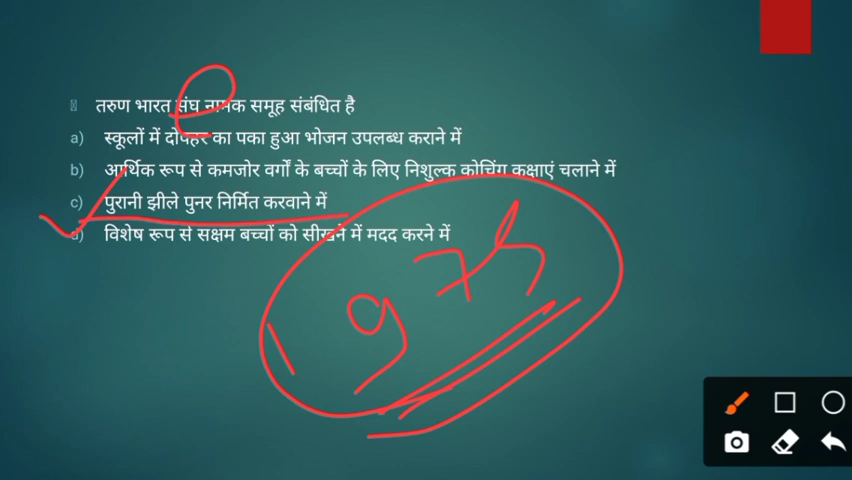 तरुण भारत संघ नामक समूह संबंधित है
a) स्कूलों में दोपहर का पका हुआ भोजन उपलब्ध कराने में
b) आर्थिक रूप से कमजोर वर्गों के बच्चों के लिए निशुल्क कोचिंग कक्षाएं चलाने में
c) पुरानी झीले पुनर निर्मित करवाने में
d) विशेष रूप से सक्षम बच्चों को सीखने में मदद करने में
1975